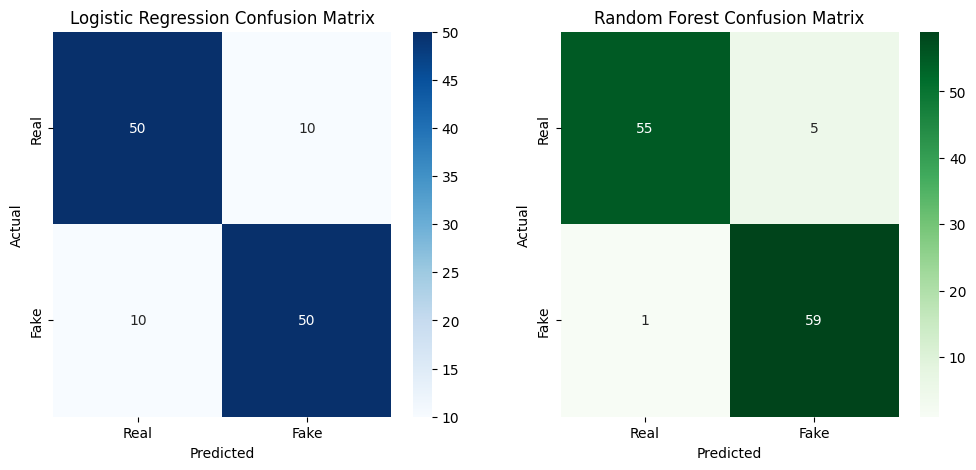 Logistic Regression Confusion Matrix
Actual
Real
Fake
50
10
10
50
Real
Fake
Predicted
50
45
40
35
30
25
20
15
10
Random Forest Confusion Matrix
Actual
Real
Fake
55
5
1
59
Real
Fake
Predicted
50
40
30
20
10